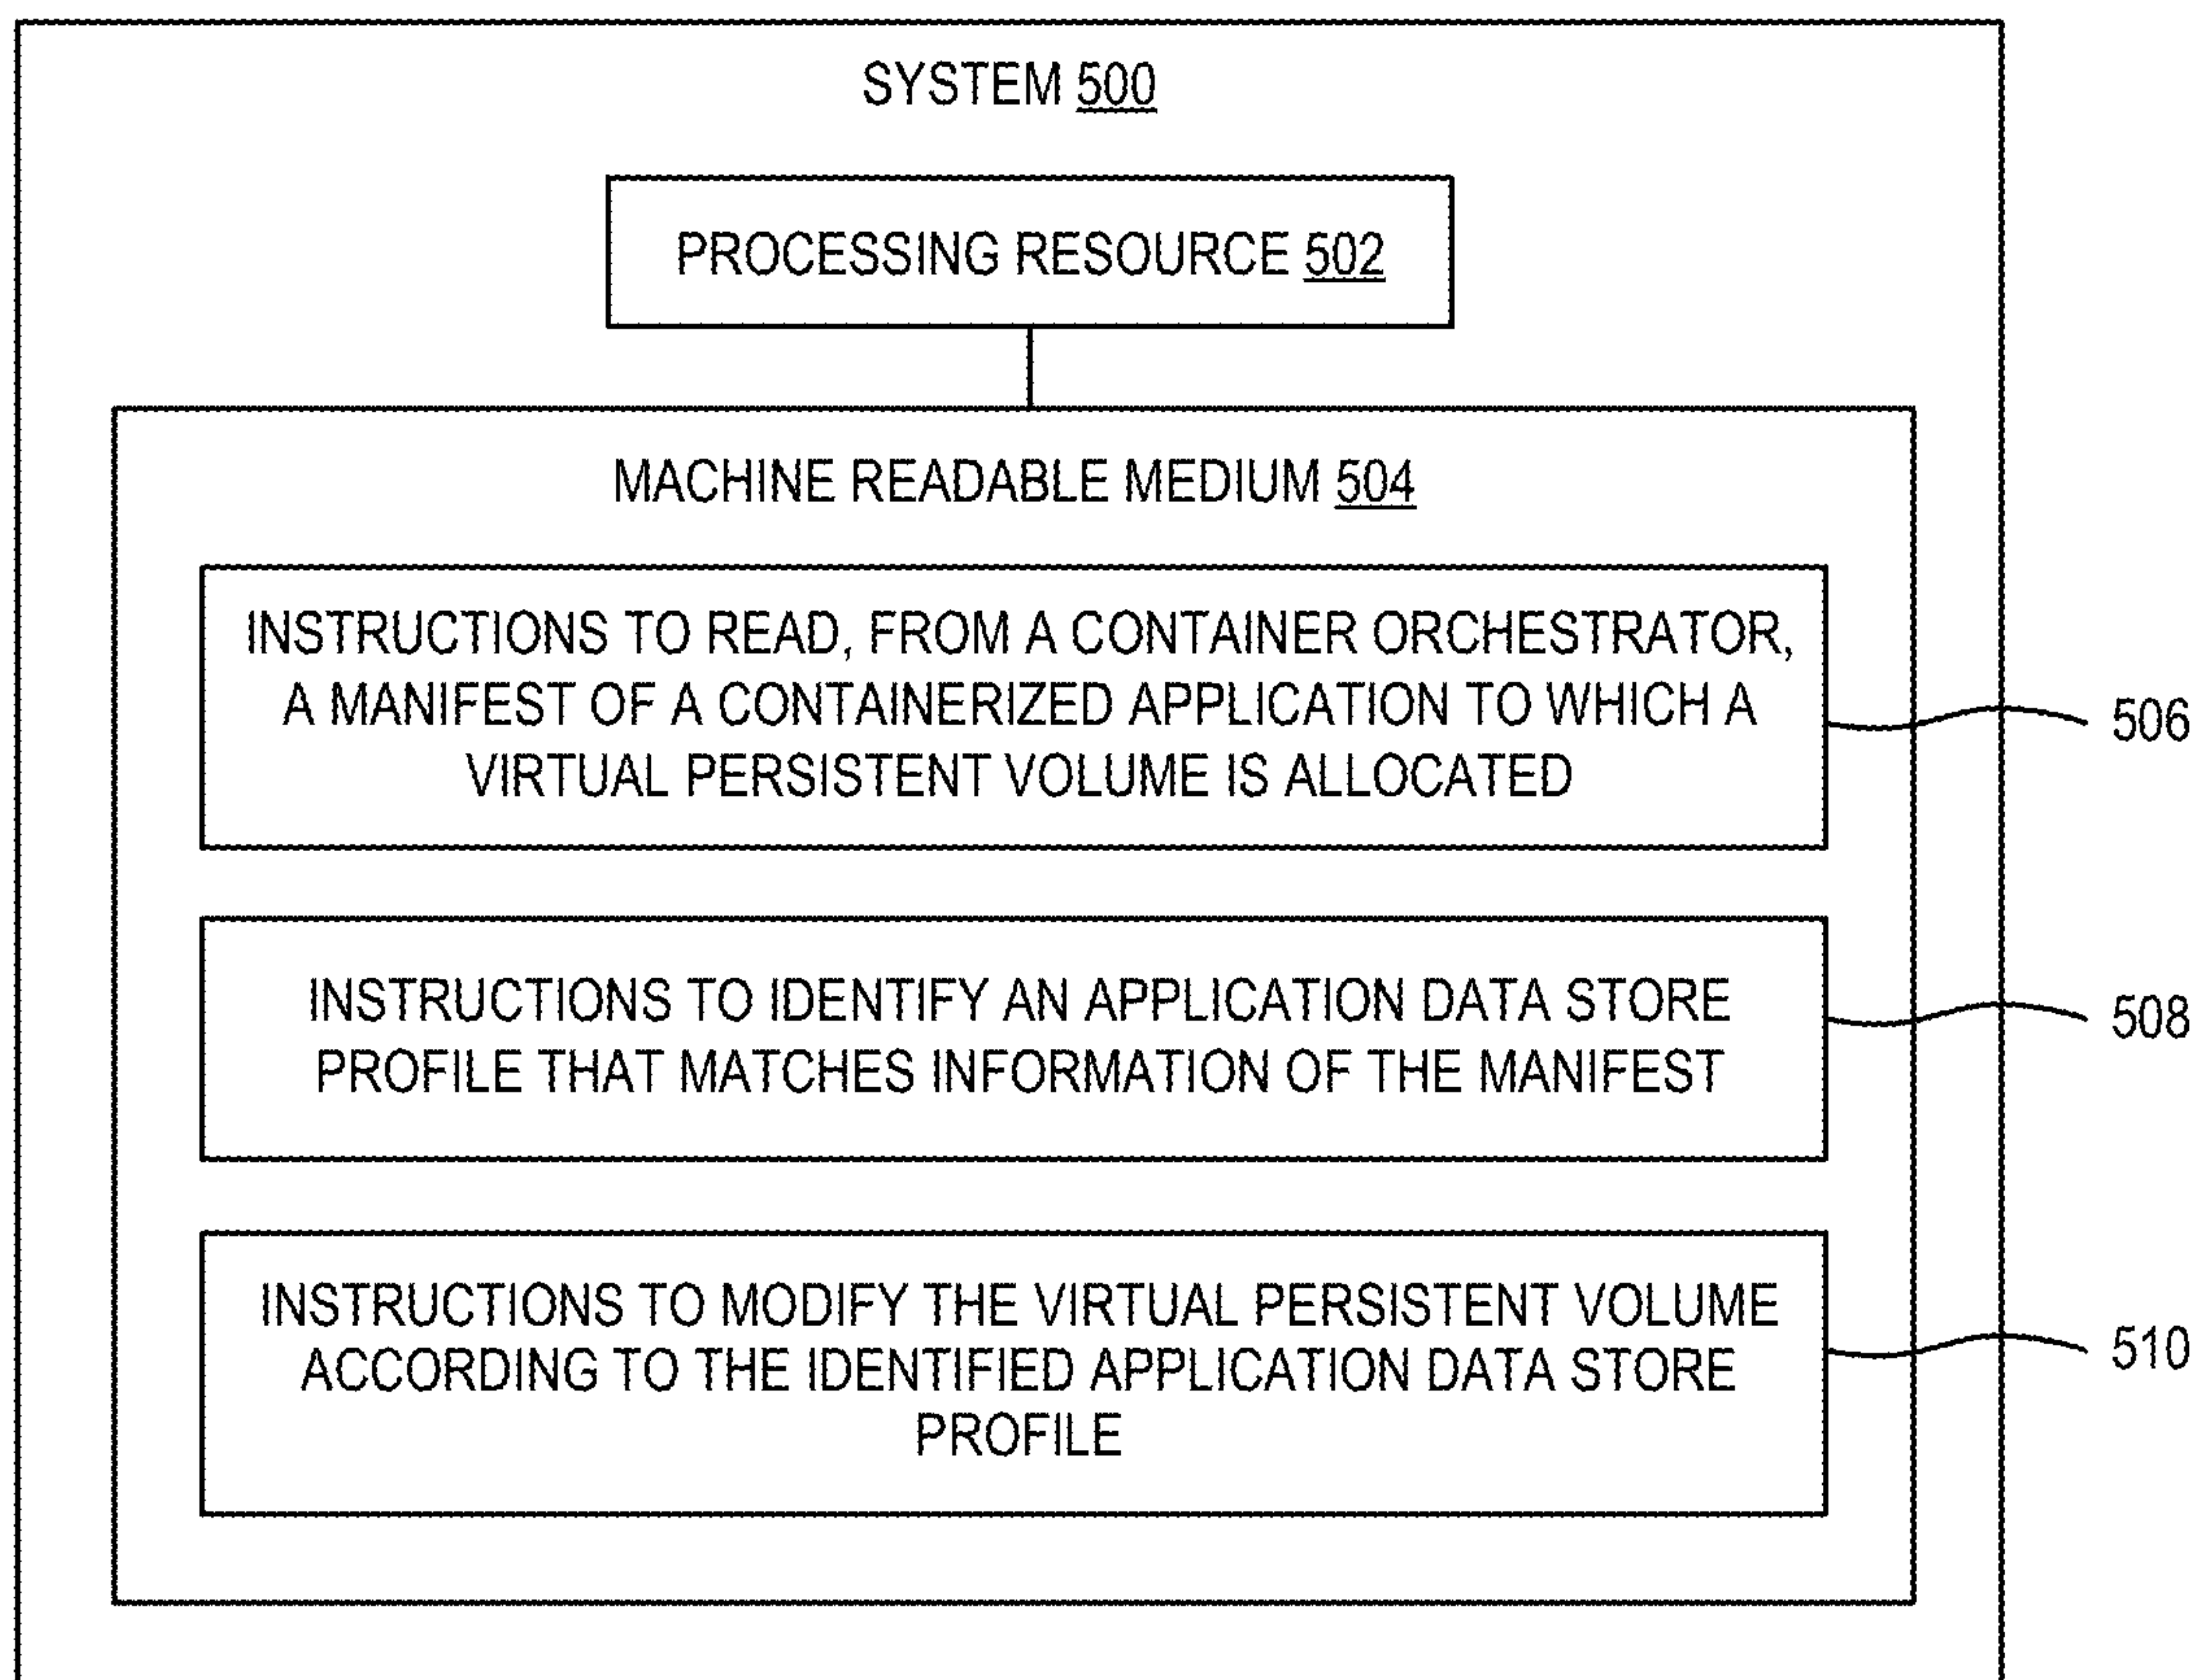 SYSTEM 500
PROCESSING RESOURCE 502
MACHINE READABLE MEDIUM 504
INSTRUCTIONS TO READ, FROM A CONTAINER ORCHESTRATOR,
A MANIFEST OF A CONTAINERIZED APPLICATION TO WHICH A
VIRTUAL PERSISTENT VOLUME IS ALLOCATED
506
INSTRUCTIONS TO IDENTIFY AN APPLICATION DATA STORE
PROFILE THAT MATCHES INFORMATION OF THE MANIFEST
508
INSTRUCTIONS TO MODIFY THE VIRTUAL PERSISTENT VOLUME
ACCORDING TO THE IDENTIFIED APPLICATION DATA STORE
PROFILE
510